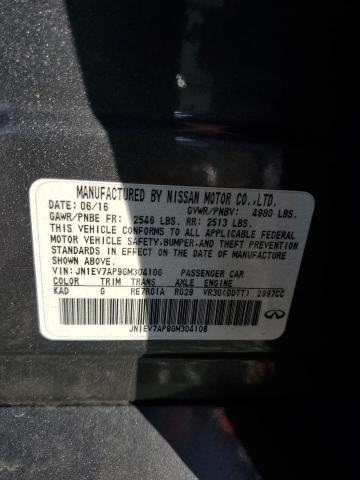 MANUFACTURED BY NISSAN MOTOR CO.,LTD.
DATE: 06/16 GVWR/PNBV: 4980 LBS.
GAWR/PNBE FR: 2546 LBS. RR: 2513 LBS.
THIS VEHICLE CONFORMS TO ALL APPLICABLE FEDERAL
MOTOR VEHICLE SAFETY,BUMPER,AND THEFT PREVENTION
STANDARDS IN EFFECT ON THE DATE OF MANUFACTURE
SHOWN ABOVE.
VIN: JN1EV7AP9GM304106 PASSENGER CAR
COLOR TRIM TRANS AXLE ENGINE
KAD G RE7R01A RG29 VR30(DDTT) 2997CC
JN1EV7AP9GM304106